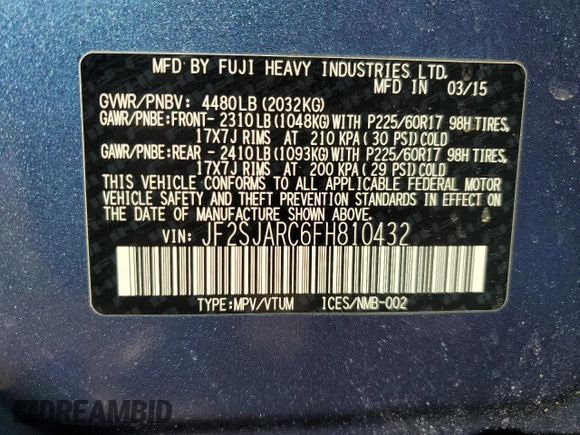 MFD BY FUJI HEAVY INDUSTRIES LTD.
MFD IN 03/15
GVWR/PNBV: 4480LB(2032KG)
GAWR/PNBE:FRONT- 2310LB(1048KG)WITH P225/60R17 98H TIRES,
17X7J RIMS AT 210 KPA( 30 PSI)COLD
GAWR/PNBE:REAR - 2410LB(1093KG)WITH P225/60R17 98H TIRES,
17X7J RIMS AT 200 KPA( 29 PSI)COLD
THIS VEHICLE CONFORMS TO ALL APPLICABLE FEDERAL MOTOR
VEHICLE SAFETY AND THEFT PREVENTION STANDARDS IN
EFFECT ON THE DATE OF MANUFACTURE SHOWN ABOVE.
VIN: JF2SJARC6FH810432
TYPE:MPV/VTUM ICES/NMB-002
DREAMBID